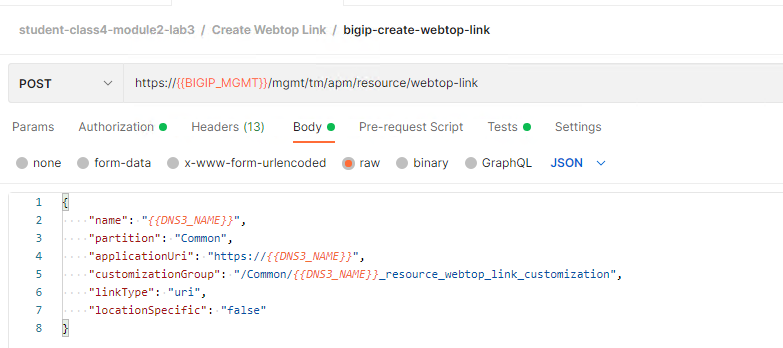 student-class4-module2-lab3 / Create Webtop Link / bigip-create-webtop-link
POST https://{{BIGIP_MGMT}}/mgmt/tm/apm/resource/webtop-link
Params Authorization Headers (13) Body Pre-request Script Tests Settings
none form-data x-www-form-urlencoded raw binary GraphQL JSON
1 {
2 "name": "{{DNS3_NAME}}",
3 "partition": "Common",
4 "applicationUri": "https://{{DNS3_NAME}}",
5 "customizationGroup": "/Common/{{DNS3_NAME}}_resource_webtop_link_customization",
6 "linkType": "uri",
7 "locationSpecific": "false"
8 }